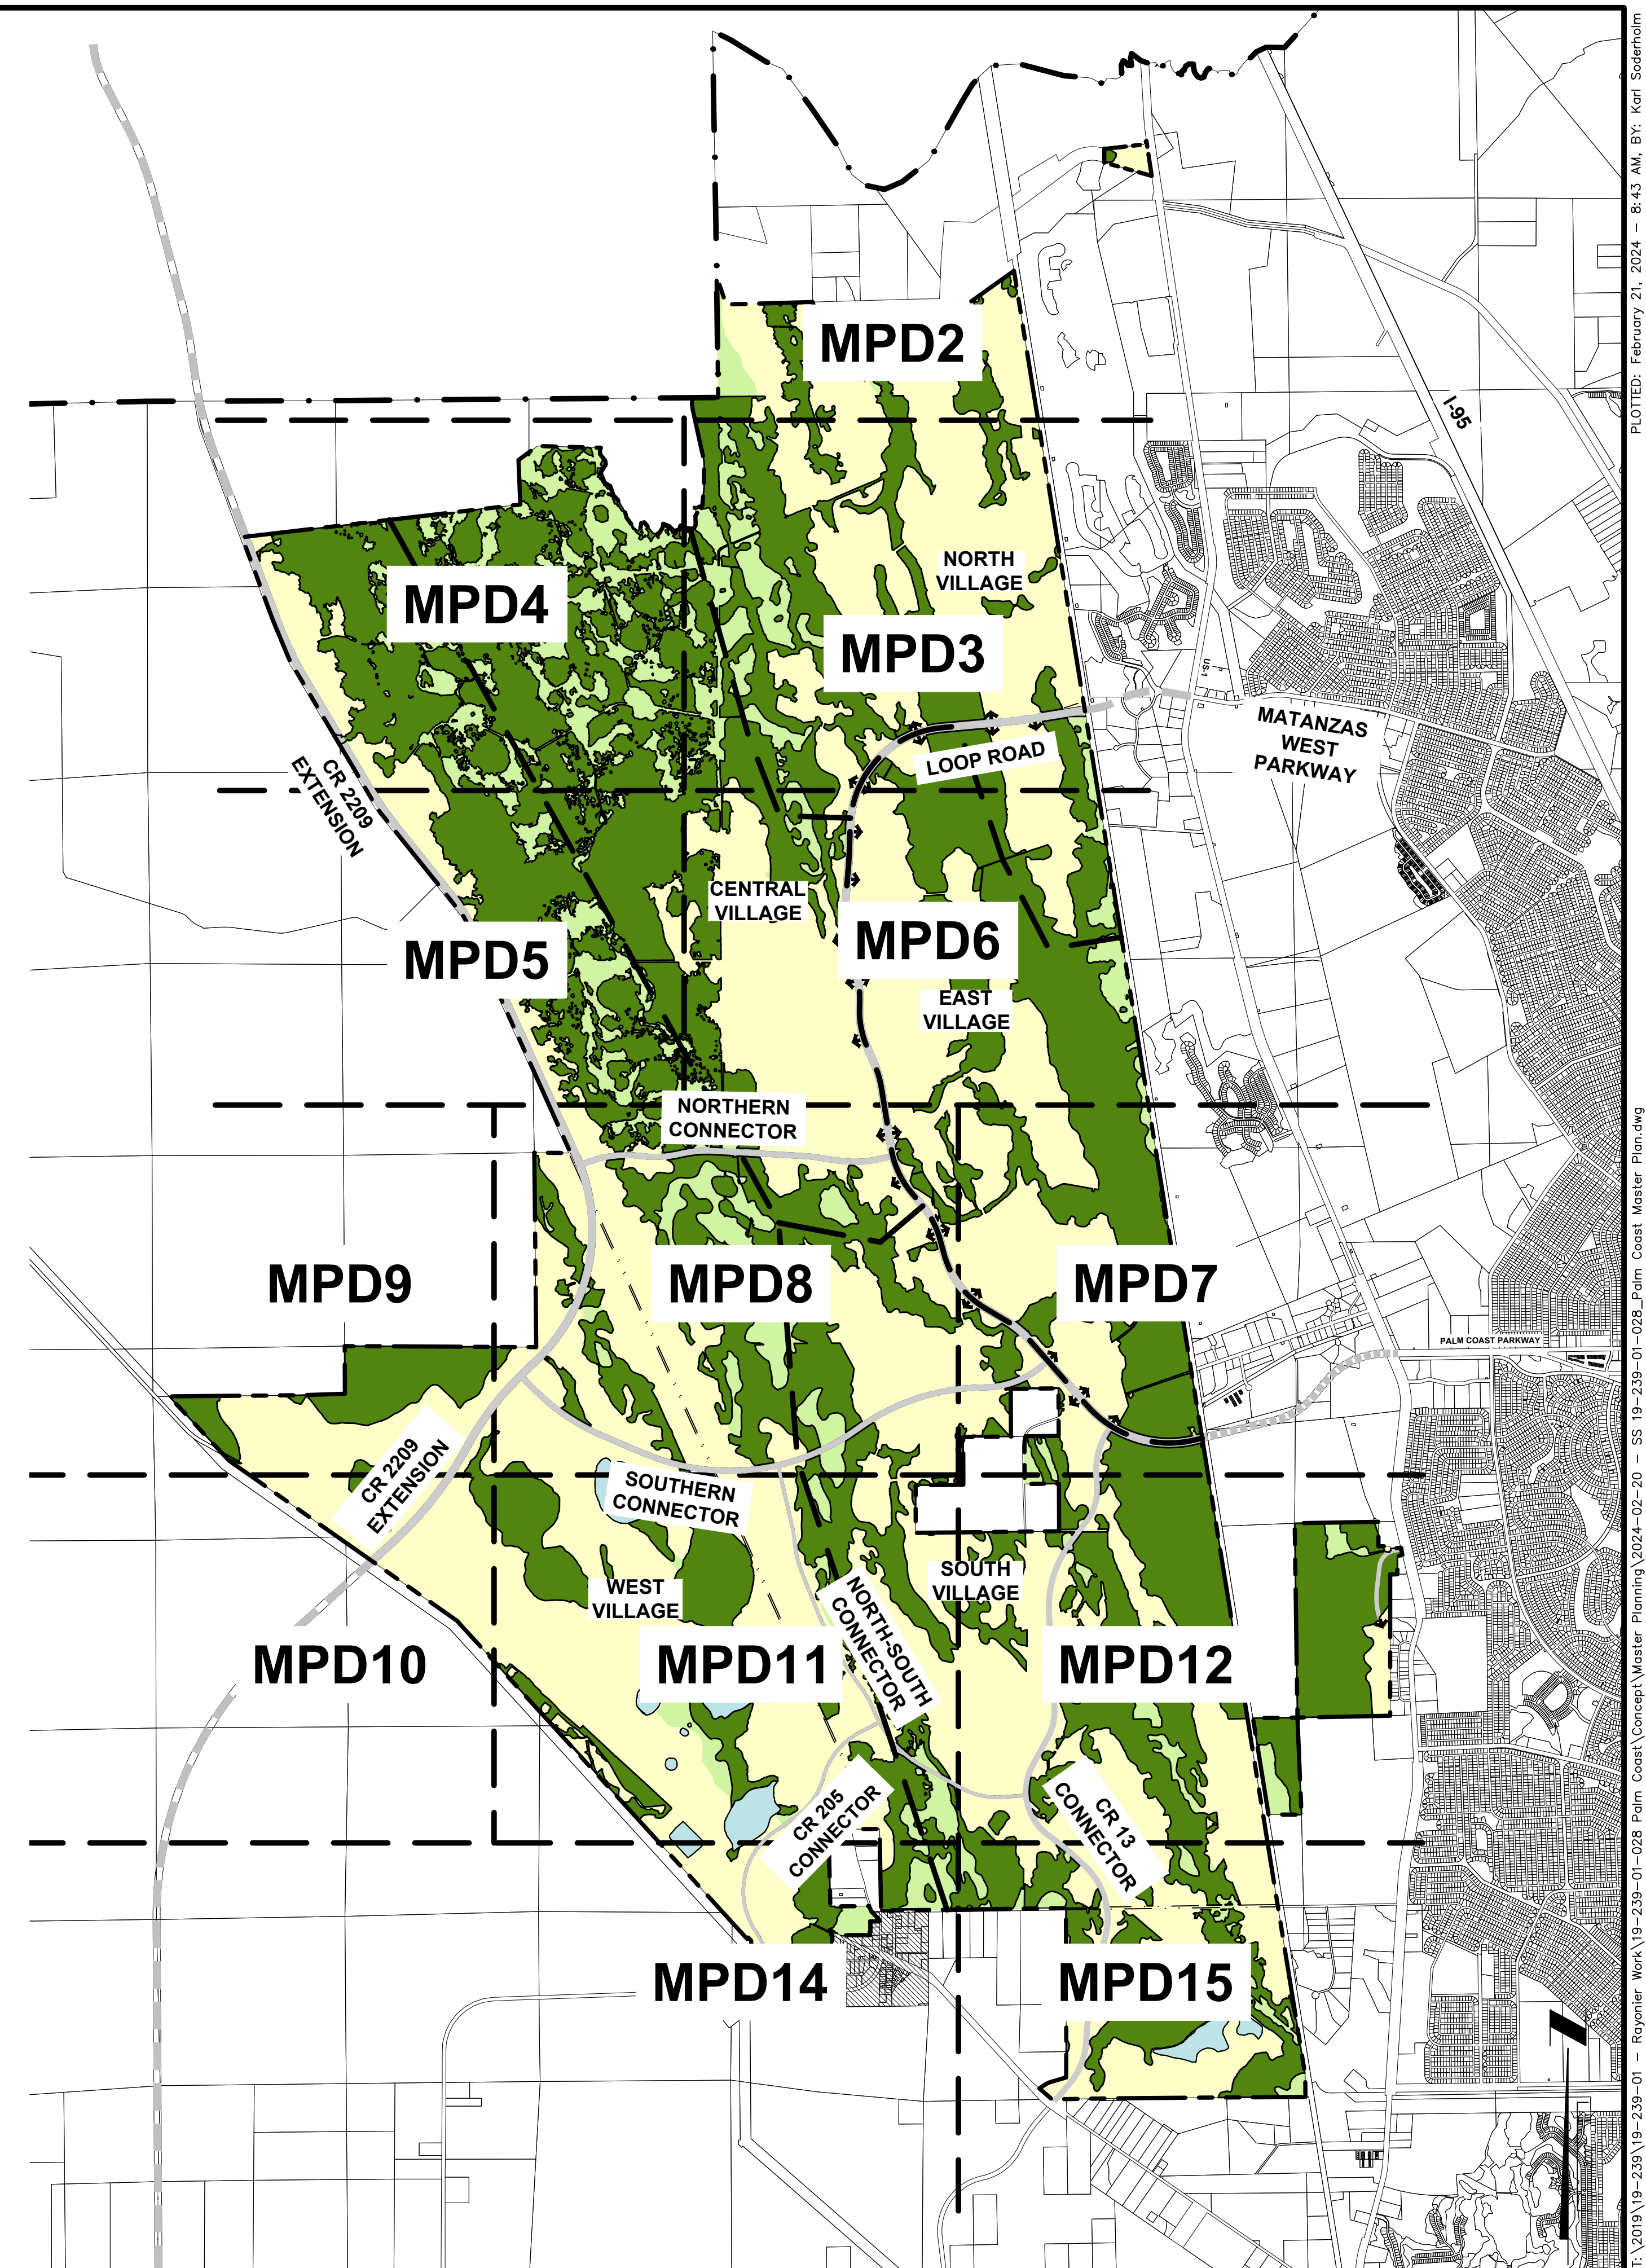 MPD2
I-95
NORTH
VILLAGE
MPD4
MPD3
US-1
MATANZAS
WEST
PARKWAY
LOOP ROAD
CR 2209
EXTENSION
CENTRAL
VILLAGE
MPD5
MPD6
EAST
VILLAGE
NORTHERN
CONNECTOR
MPD9
MPD8
MPD7
PALM COAST PARKWAY
CR 2209
EXTENSION
SOUTHERN
CONNECTOR
WEST
VILLAGE
SOUTH
VILLAGE
NORTH-SOUTH
CONNECTOR
MPD10
MPD11
MPD12
CR 205
CONNECTOR
CR 13
CONNECTOR
MPD14
MPD15
T:\2019\19-239\19-239-01 - Rayonier Work\19-239-01-028 Palm Coast\Concept\Master Planning\2024-02-20 - SS 19-239-01-028_Palm Coast Master Plan.dwg
PLOTTED: February 21, 2024 - 8:43 AM, BY: Karl Soderholm